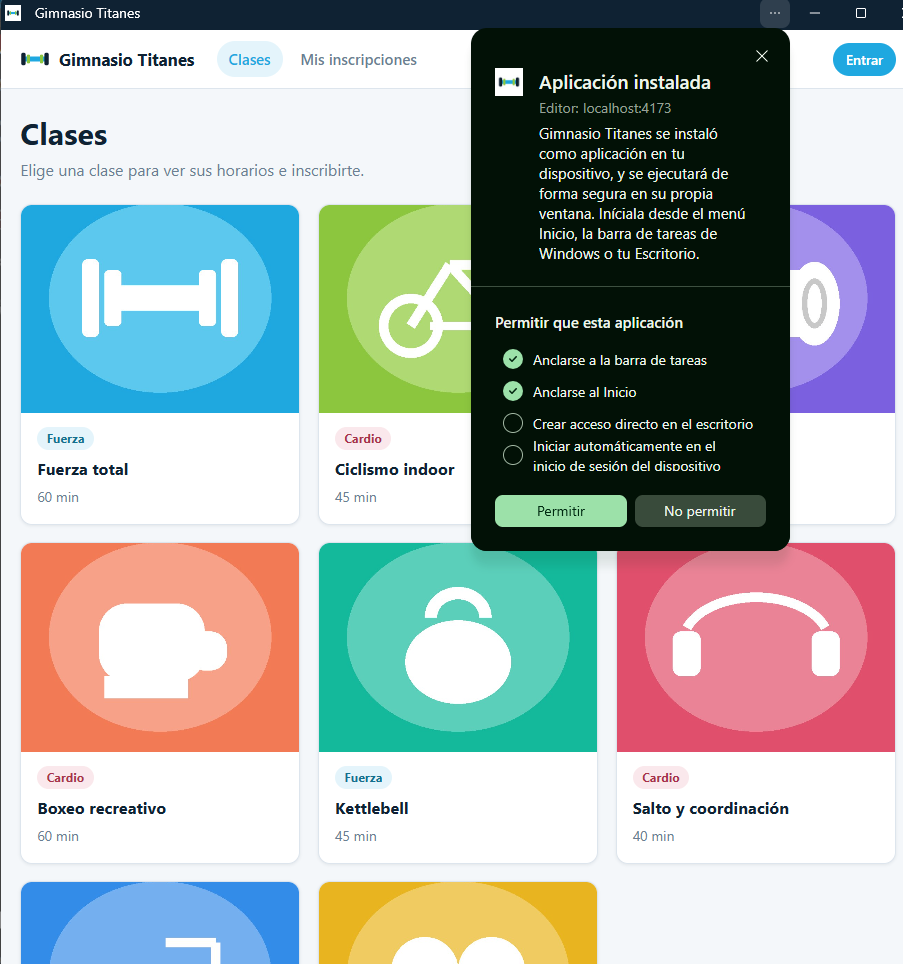 Gimnasio Titanes
Gimnasio Titanes
Clases
Mis inscripciones
Entrar
Clases
Elige una clase para ver sus horarios e inscribirte.
Aplicación instalada
Editor: localhost:4173
Gimnasio Titanes se instaló
como aplicación en tu
dispositivo, y se ejecutará de
forma segura en su propia
ventana. Iníciala desde el menú
Inicio, la barra de tareas de
Windows o tu Escritorio.
Permitir que esta aplicación
Anclarse a la barra de tareas
Anclarse al Inicio
Crear acceso directo en el escritorio
Iniciar automáticamente en el
inicio de sesión del dispositivo
Permitir
No permitir
Fuerza
Fuerza total
60 min
Cardio
Ciclismo indoor
45 min
Cardio
Boxeo recreativo
60 min
Fuerza
Kettlebell
45 min
Cardio
Salto y coordinación
40 min